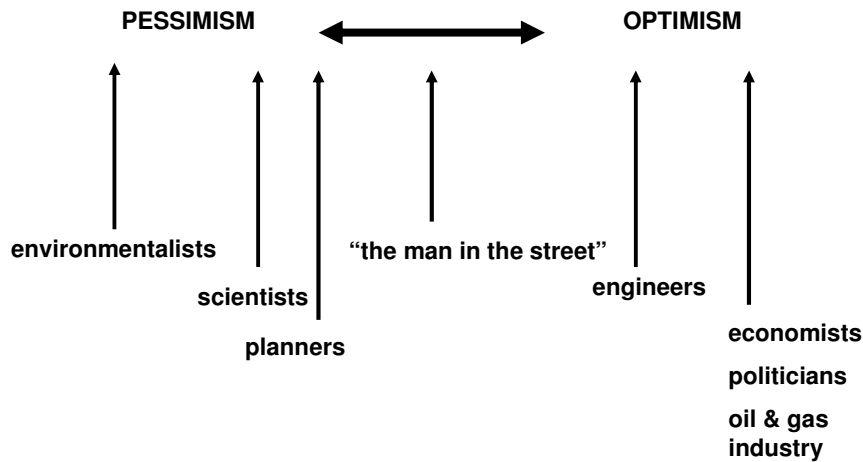 PESSIMISM
OPTIMISM
environmentalists
“the man in the street”
scientists
engineers
planners
economists
politicians
oil & gas
industry